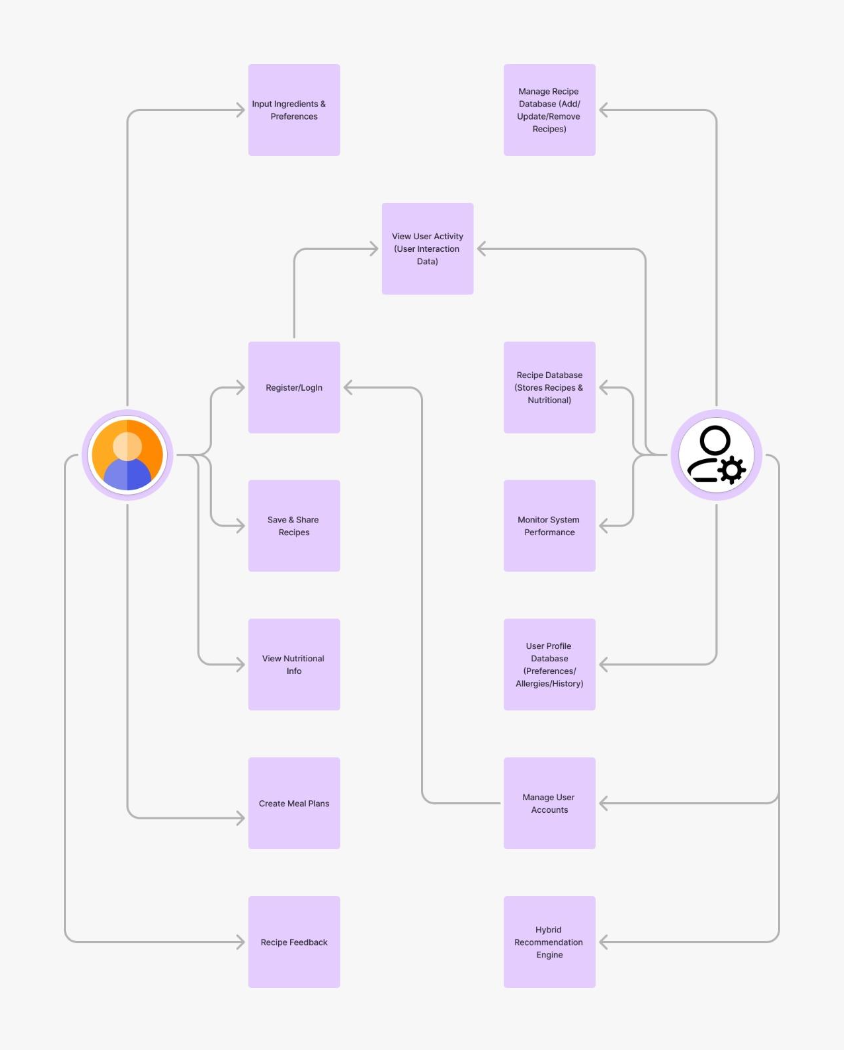 Input Ingredients &
Preferences
Manage Recipe
Database (Add/
Update/Remove
Recipes)
View User Activity
(User Interaction
Data)
Register/LogIn
Recipe Database
(Stores Recipes &
Nutritional)
Save & Share
Recipes
Monitor System
Performance
View Nutritional
Info
User Profile
Database
(Preferences/
Allergies/History)
Create Meal Plans
Manage User
Accounts
Recipe Feedback
Hybrid
Recommendation
Engine